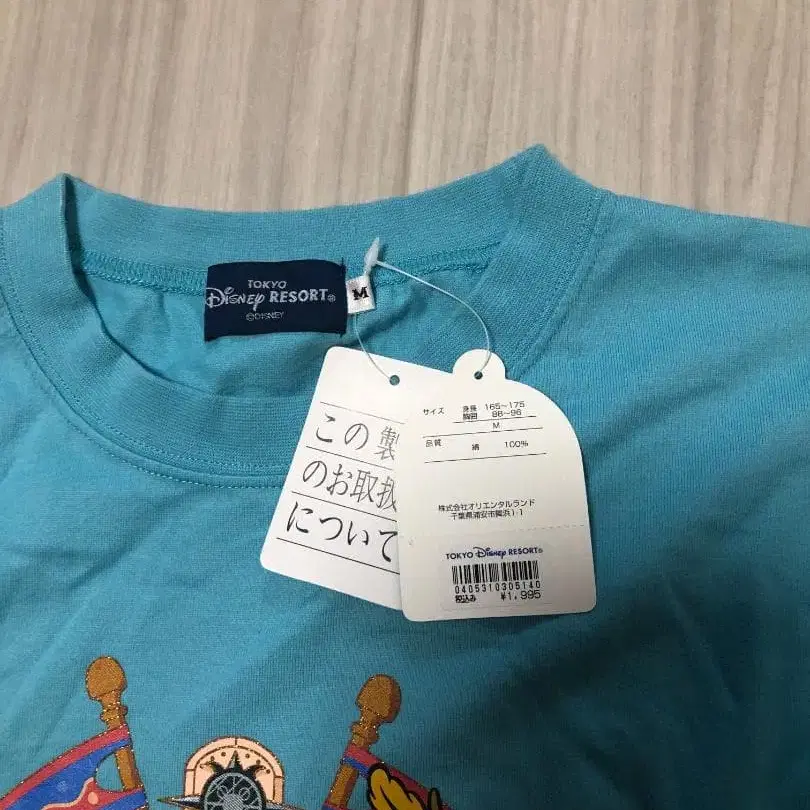 TOKYO
Disney RESORT®
©DISNEY
M
この製
のお取扱
について
サイズ 身長 165~175
胸囲 88~96
M
品質 綿 100%
株式会社オリエンタルランド
千葉県浦安市舞浜1-1
TOKYO Disney RESORT®
0405310305140
税込み ¥1,995